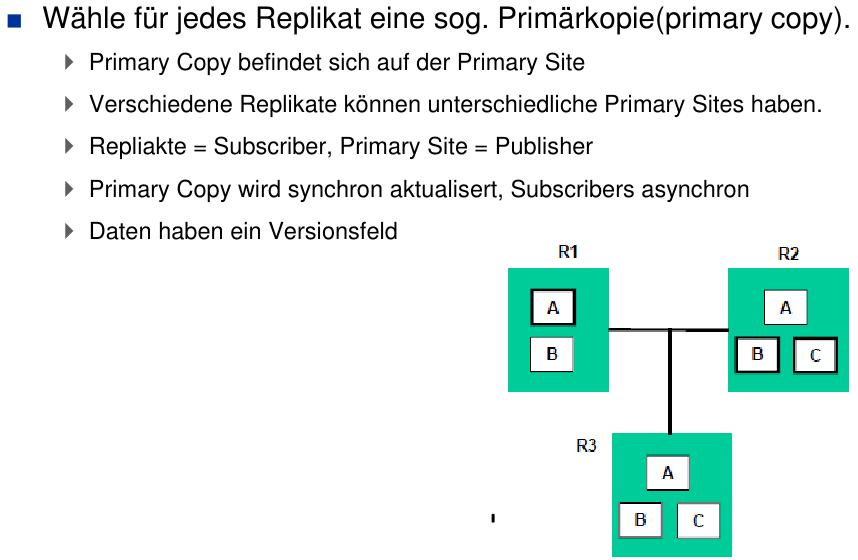 Wähle für jedes Replikat eine sog. Primärkopie(primary copy).
Primary Copy befindet sich auf der Primary Site
Verschiedene Replikate können unterschiedliche Primary Sites haben.
Repliakte = Subscriber, Primary Site = Publisher
Primary Copy wird synchron aktualisert, Subscribers asynchron
Daten haben ein Versionsfeld
R1
R2
A
A
B
B C
R3
A
B C